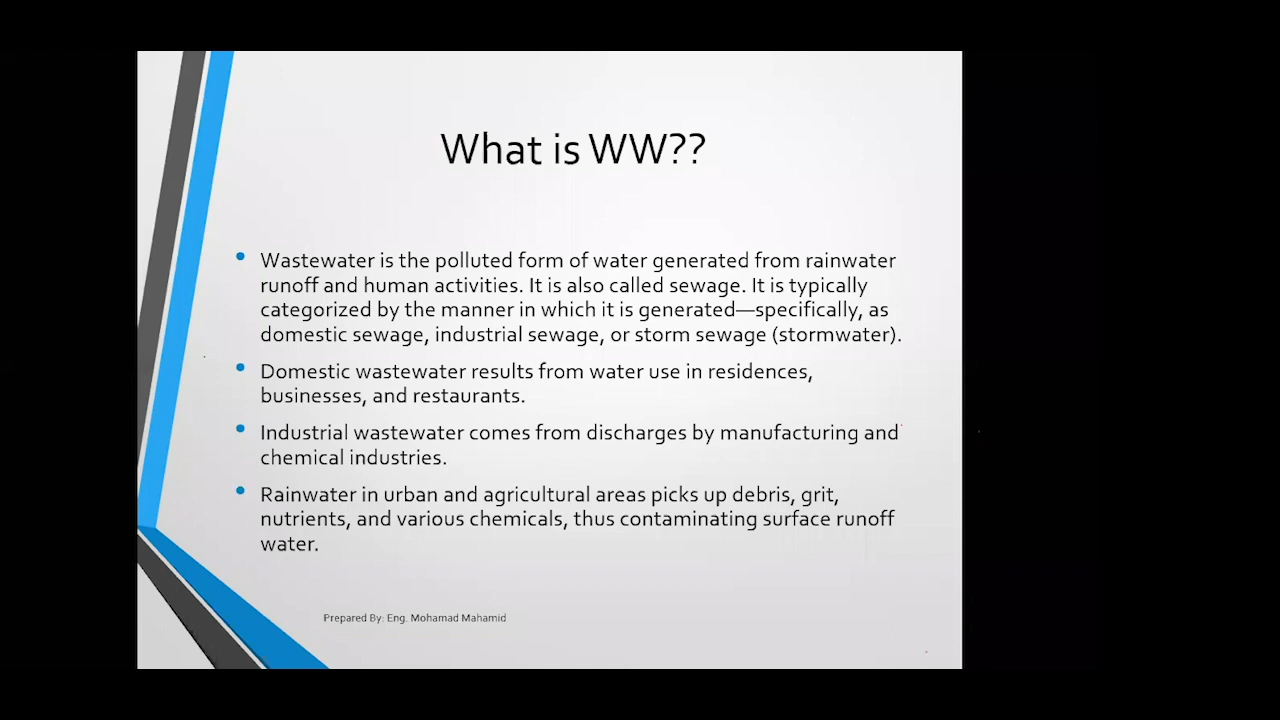 What is WW??
• Wastewater is the polluted form of water generated from rainwater
runoff and human activities. It is also called sewage. It is typically
categorized by the manner in which it is generated—specifically, as
domestic sewage, industrial sewage, or storm sewage (stormwater).
• Domestic wastewater results from water use in residences,
businesses, and restaurants.
• Industrial wastewater comes from discharges by manufacturing and
chemical industries.
• Rainwater in urban and agricultural areas picks up debris, grit,
nutrients, and various chemicals, thus contaminating surface runoff
water.
Prepared By: Eng. Mohamad Mahamid